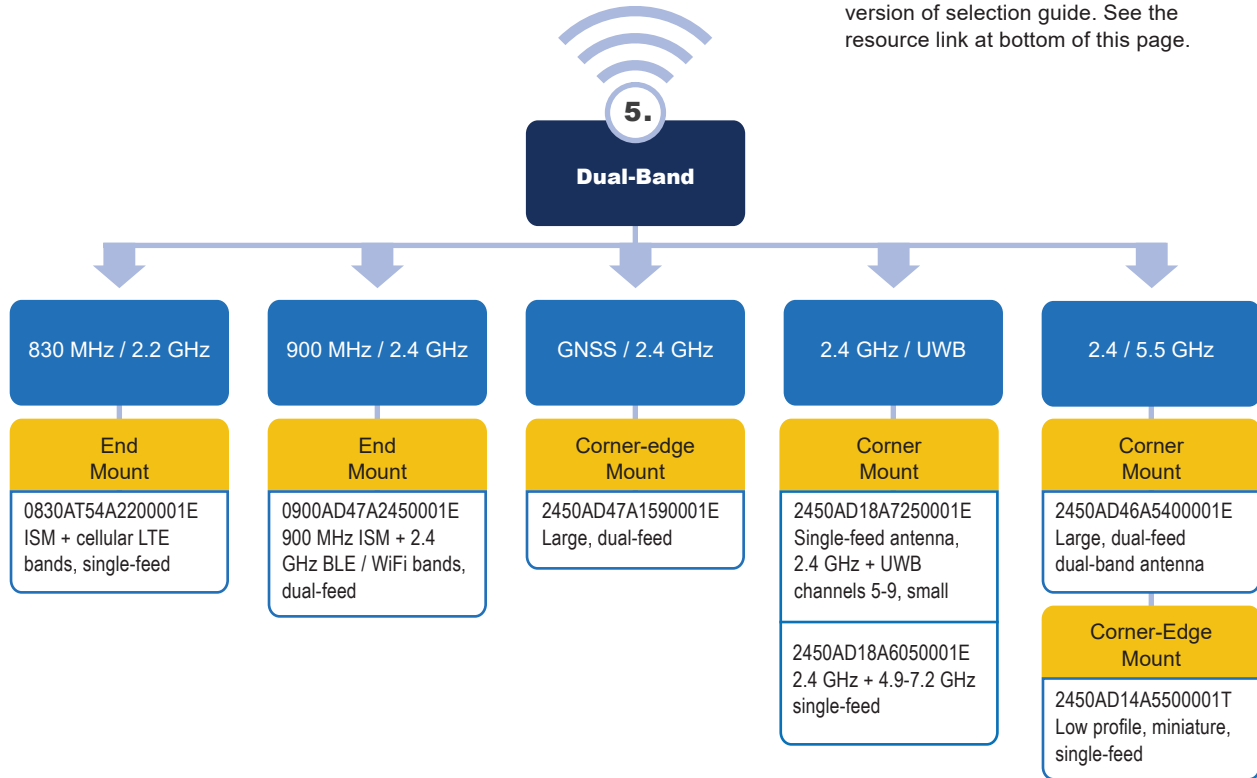 version of selection guide. See the
resource link at bottom of this page.
5.
Dual-Band
830 MHz / 2.2 GHz
End
Mount
0830AT54A2200001E
ISM + cellular LTE
bands, single-feed
900 MHz / 2.4 GHz
End
Mount
0900AD47A2450001E
900 MHz ISM + 2.4
GHz BLE / WiFi bands,
dual-feed
GNSS / 2.4 GHz
Corner-edge
Mount
2450AD47A1590001E
Large, dual-feed
2.4 GHz / UWB
Corner
Mount
2450AD18A7250001E
Single-feed antenna,
2.4 GHz + UWB
channels 5-9, small
2450AD18A6050001E
2.4 GHz + 4.9-7.2 GHz
single-feed
2.4 / 5.5 GHz
Corner
Mount
2450AD46A5400001E
Large, dual-feed
dual-band antenna
Corner-Edge
Mount
2450AD14A5500001T
Low profile, miniature,
single-feed